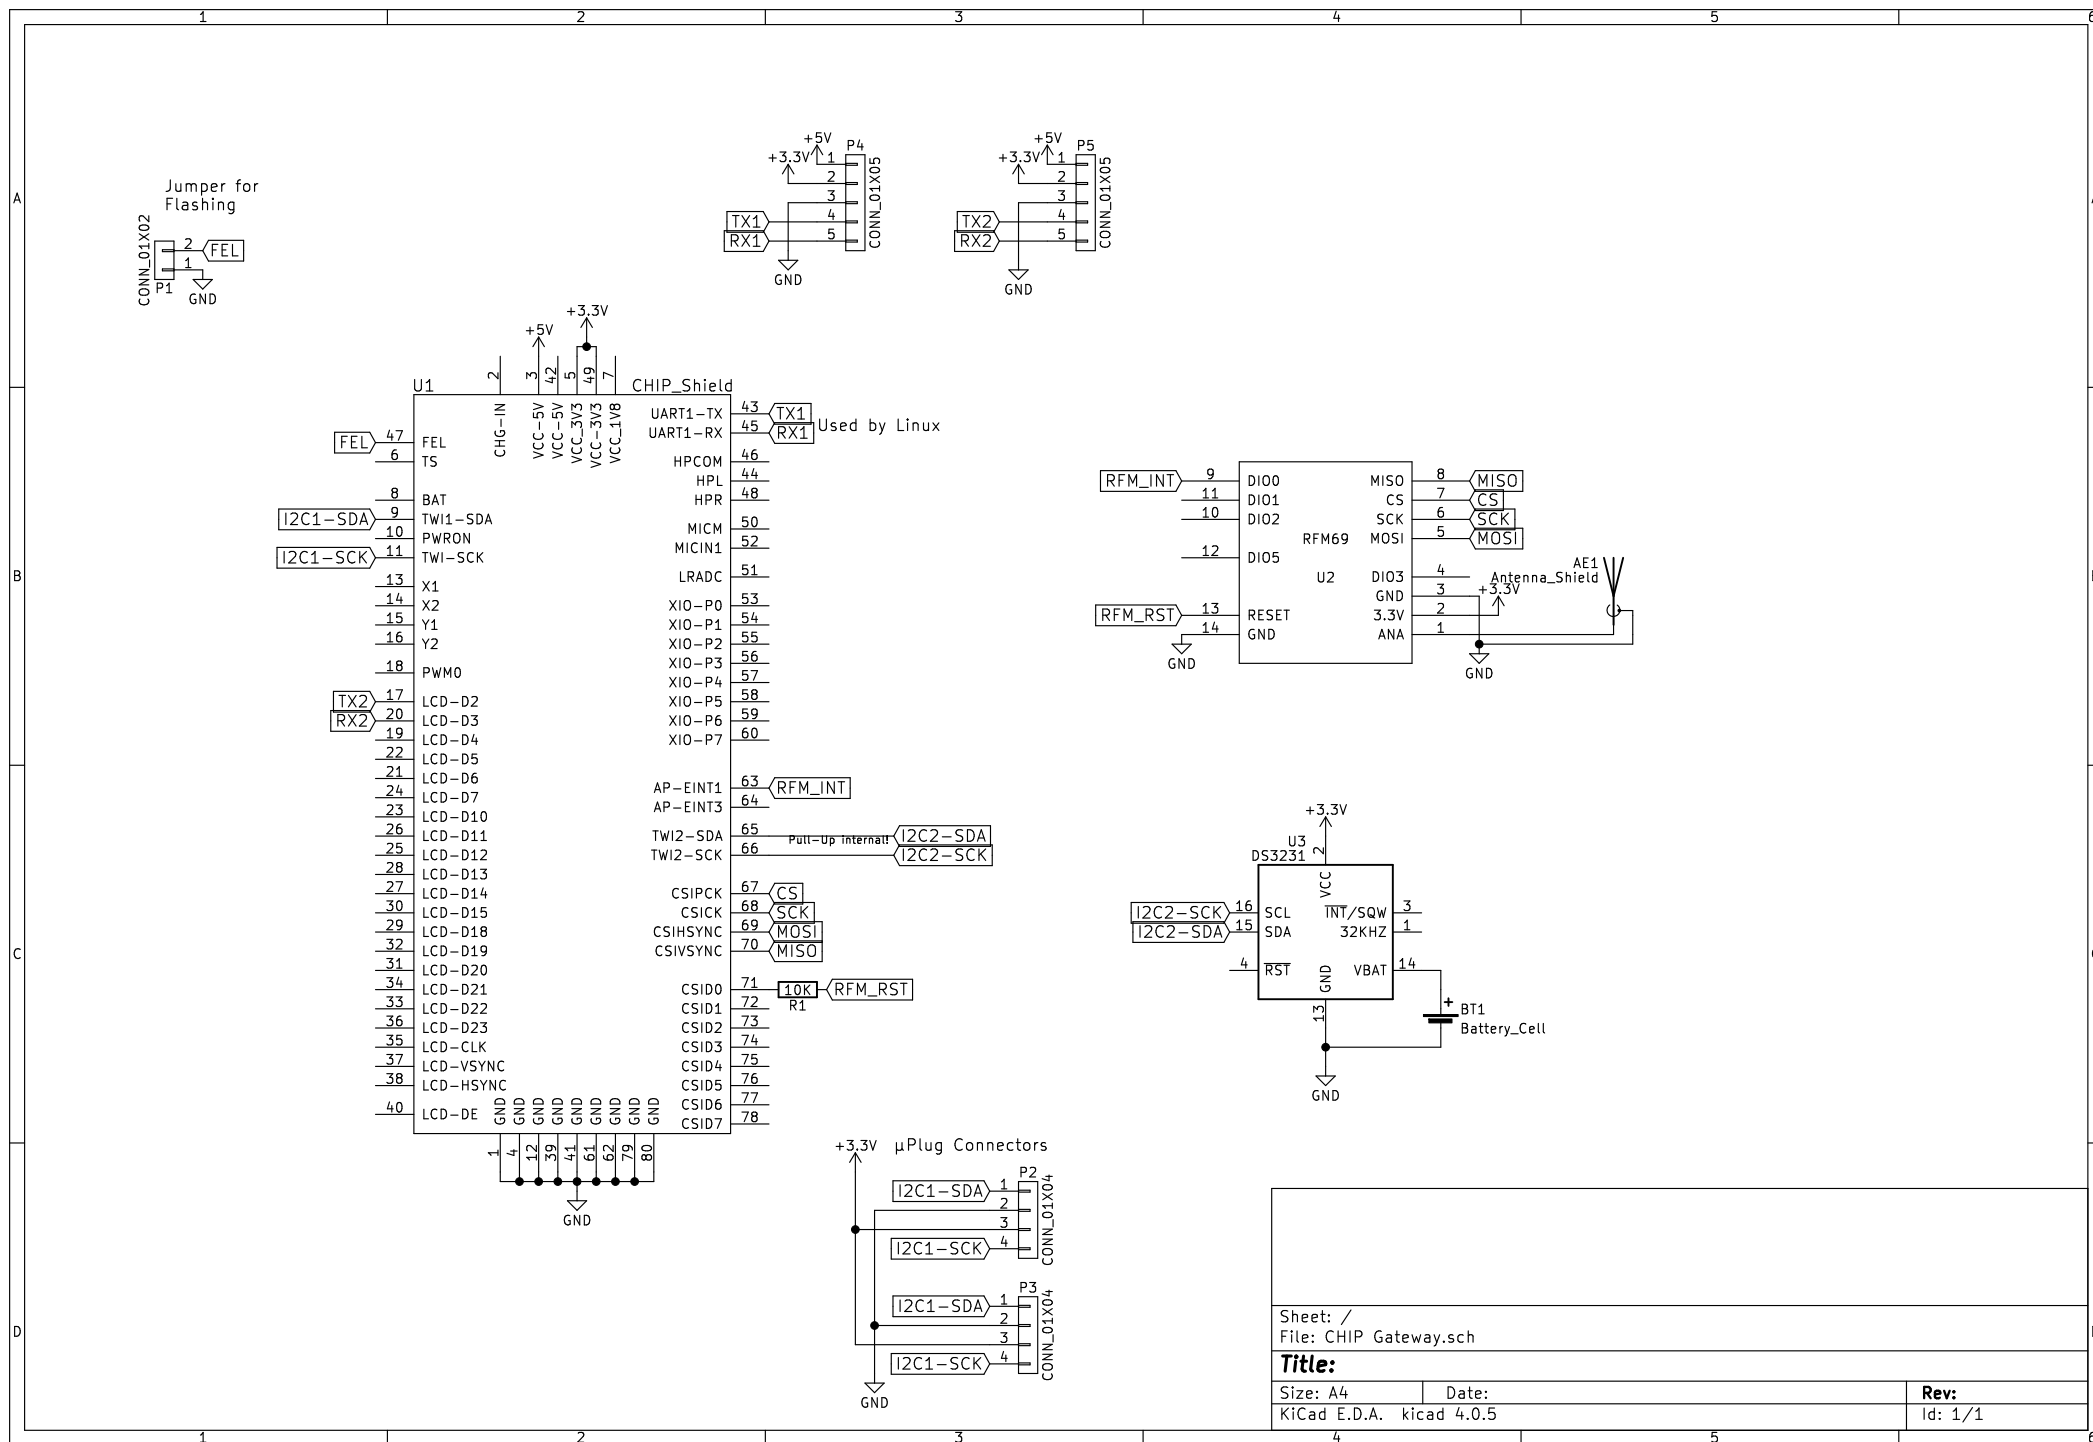 1 2 3 4 5 6
A
B
C
D
Jumper for
Flashing
CONN_01X02
P1
2
1
FEL
GND
+5V
+3.3V
P4
CONN_01X05
1
2
3
4
5
TX1
RX1
GND
+5V
+3.3V
P5
CONN_01X05
1
2
3
4
5
TX2
RX2
GND
+5V
+3.3V
U1
CHIP_Shield
2 CHG-IN
3 VCC-5V
42 VCC-5V
5 VCC_3V3
49 VCC-3V3
7 VCC_1V8
FEL 47 FEL
6 TS
8 BAT
I2C1-SDA 9 TWI1-SDA
10 PWRON
I2C1-SCK 11 TWI-SCK
13 X1
14 X2
15 Y1
16 Y2
18 PWM0
TX2 17 LCD-D2
RX2 20 LCD-D3
19 LCD-D4
22 LCD-D5
21 LCD-D6
24 LCD-D7
23 LCD-D10
26 LCD-D11
25 LCD-D12
28 LCD-D13
27 LCD-D14
30 LCD-D15
29 LCD-D18
32 LCD-D19
31 LCD-D20
34 LCD-D21
33 LCD-D22
36 LCD-D23
35 LCD-CLK
37 LCD-VSYNC
38 LCD-HSYNC
40 LCD-DE
UART1-TX 43 TX1
UART1-RX 45 RX1
Used by Linux
HPCOM 46
HPL 44
HPR 48
MICM 50
MICIN1 52
LRADC 51
XIO-P0 53
XIO-P1 54
XIO-P2 55
XIO-P3 56
XIO-P4 57
XIO-P5 58
XIO-P6 59
XIO-P7 60
AP-EINT1 63 RFM_INT
AP-EINT3 64
TWI2-SDA 65 I2C2-SDA
Pull-Up internal!
TWI2-SCK 66 I2C2-SCK
CSIPCK 67 CS
CSICK 68 SCK
CSIHSYNC 69 MOSI
CSIVSYNC 70 MISO
CSID0 71 10K RFM_RST
R1
CSID1 72
CSID2 73
CSID3 74
CSID4 75
CSID5 76
CSID6 77
CSID7 78
GND GND GND GND GND GND GND GND GND
1 4 12 39 41 61 62 79 80
GND
RFM_INT 9 DIO0
11 DIO1
10 DIO2
12 DIO5
RFM_RST 13 RESET
14 GND
GND
RFM69
U2
MISO 8 MISO
CS 7 CS
SCK 6 SCK
MOSI 5 MOSI
DIO3 4
GND 3
3.3V 2
ANA 1
AE1
Antenna_Shield
+3.3V
GND
+3.3V
U3
DS3231
2 VCC
I2C2-SCK 16 SCL
I2C2-SDA 15 SDA
4 RST
INT/SQW 3
32KHZ 1
VBAT 14
GND 13
+
BT1
Battery_Cell
GND
+3.3V
µPlug Connectors
P2
CONN_01X04
I2C1-SDA 1
2
3
I2C1-SCK 4
P3
CONN_01X04
I2C1-SDA 1
2
3
I2C1-SCK 4
GND
Sheet: /
File: CHIP Gateway.sch
Title:
Size: A4 Date: Rev:
KiCad E.D.A. kicad 4.0.5 Id: 1/1
1 2 3 4 5 6